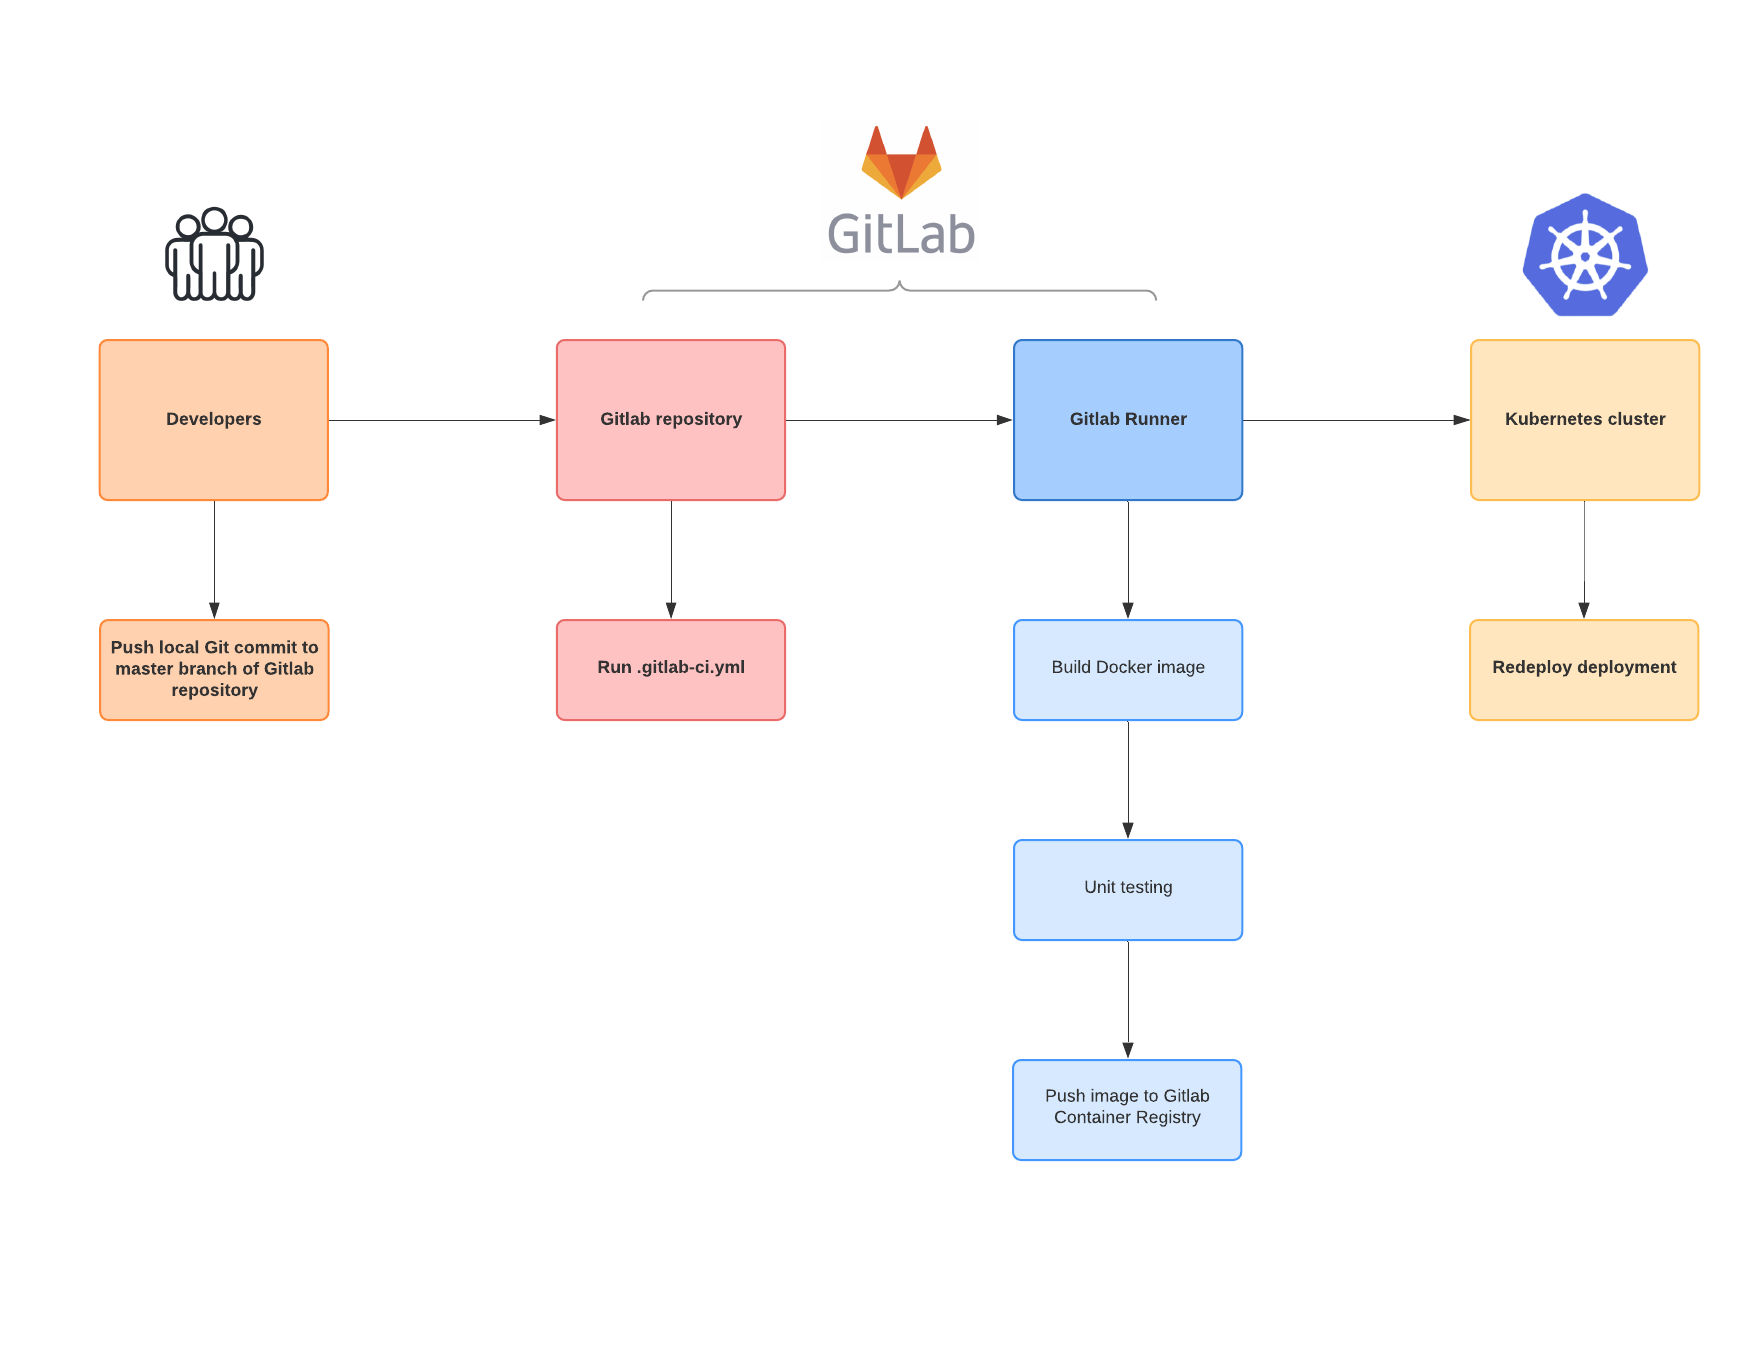 GitLab
Developers
Gitlab repository
Gitlab Runner
Kubernetes cluster
Push local Git commit to
master branch of Gitlab
repository
Run .gitlab-ci.yml
Build Docker image
Redeploy deployment
Unit testing
Push image to Gitlab
Container Registry